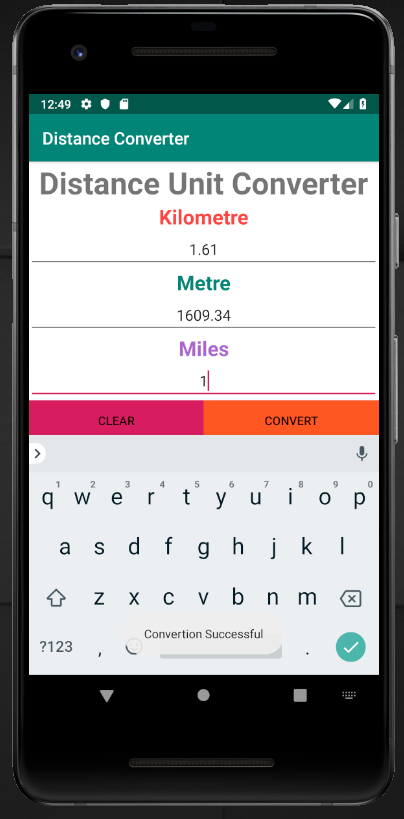 12:49
Distance Converter
Distance Unit Converter
Kilometre
1.61
Metre
1609.34
Miles
1
CLEAR CONVERT
1 2 3 4 5 6 7 8 9 0
q w e r t y u i o p
a s d f g h j k l
z x c v b n m
Convertion Successful
?123 , .